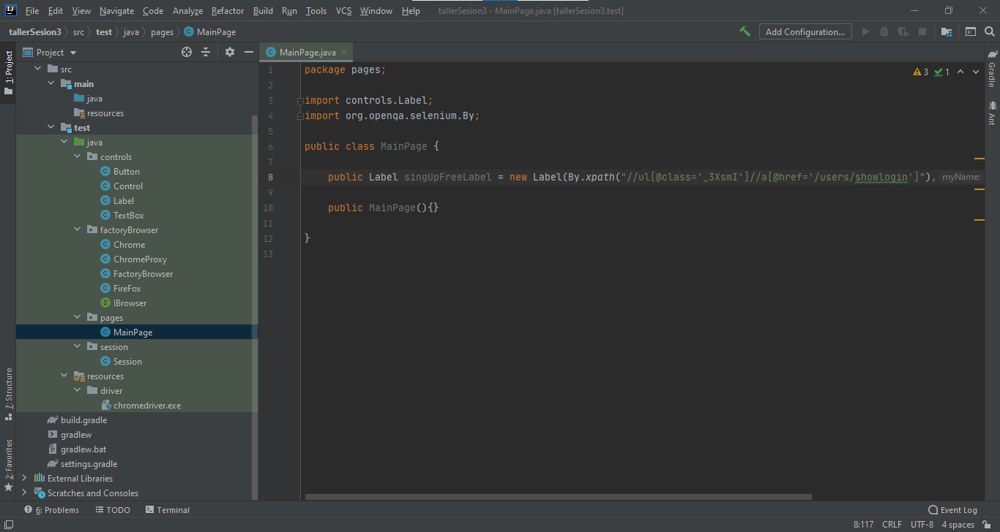 File Edit View Navigate Code Analyze Refactor Build Run Tools VCS Window Help tallerSesion3 - MainPage.java [tallerSesion3.test]
tallerSesion3 src test java pages MainPage Add Configuration...
1: Project
Project
src
main
java
resources
test
java
controls
Button
Control
Label
TextBox
factoryBrowser
Chrome
ChromeProxy
FactoryBrowser
FireFox
IBrowser
pages
MainPage
session
Session
resources
driver
chromedriver.exe
build.gradle
gradlew
gradlew.bat
settings.gradle
External Libraries
Scratches and Consoles
7: Structure
2: Favorites
MainPage.java
3 1
1 package pages;
2
3 import controls.Label;
4 import org.openqa.selenium.By;
5
6 public class MainPage {
7
8 public Label singUpFreeLabel = new Label(By.xpath("//ul[@class='_3XsmI']//a[@href='/users/showlogin']"), myName:
9
10 public MainPage(){}
11
12 }
13
Gradle
Ant
6: Problems TODO Terminal Event Log
8:117 CRLF UTF-8 4 spaces